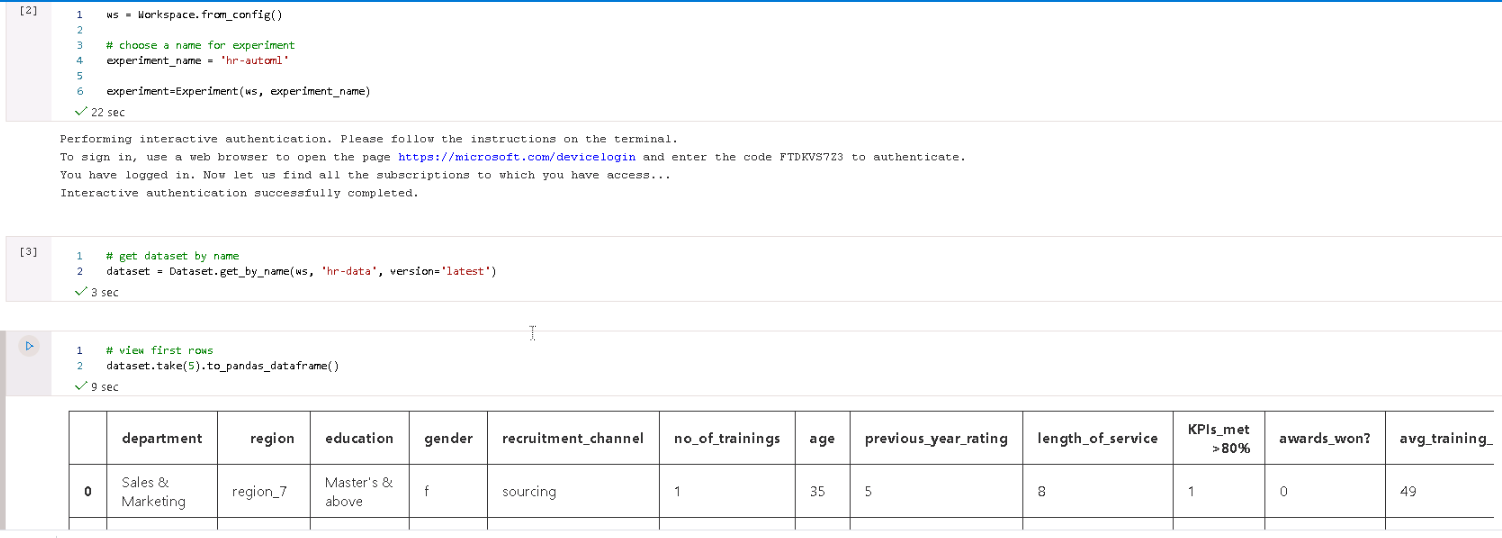 [2]
1 ws = Workspace.from_config()
2
3 # choose a name for experiment
4 experiment_name = 'hr-automl'
5
6 experiment=Experiment(ws, experiment_name)
22 sec
Performing interactive authentication. Please follow the instructions on the terminal.
To sign in, use a web browser to open the page https://microsoft.com/devicelogin and enter the code FTDKVS7Z3 to authenticate.
You have logged in. Now let us find all the subscriptions to which you have access...
Interactive authentication successfully completed.
[3]
1 # get dataset by name
2 dataset = Dataset.get_by_name(ws, 'hr-data', version='latest')
3 sec
1 # view first rows
2 dataset.take(5).to_pandas_dataframe()
9 sec
department region education gender recruitment_channel no_of_trainings age previous_year_rating length_of_service KPIs_met >80% awards_won? avg_training_
0 Sales & Marketing region_7 Master's & above f sourcing 1 35 5 8 1 0 49